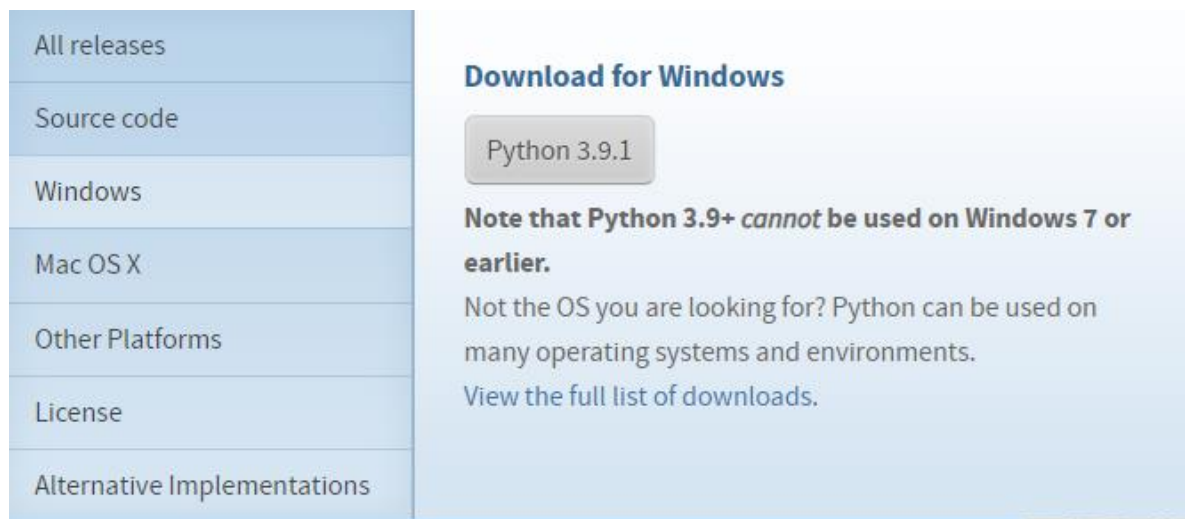 All releases
Source code
Windows
Mac OS X
Other Platforms
License
Alternative Implementations
Download for Windows
Python 3.9.1
Note that Python 3.9+ cannot be used on Windows 7 or
earlier.
Not the OS you are looking for? Python can be used on
many operating systems and environments.
View the full list of downloads.